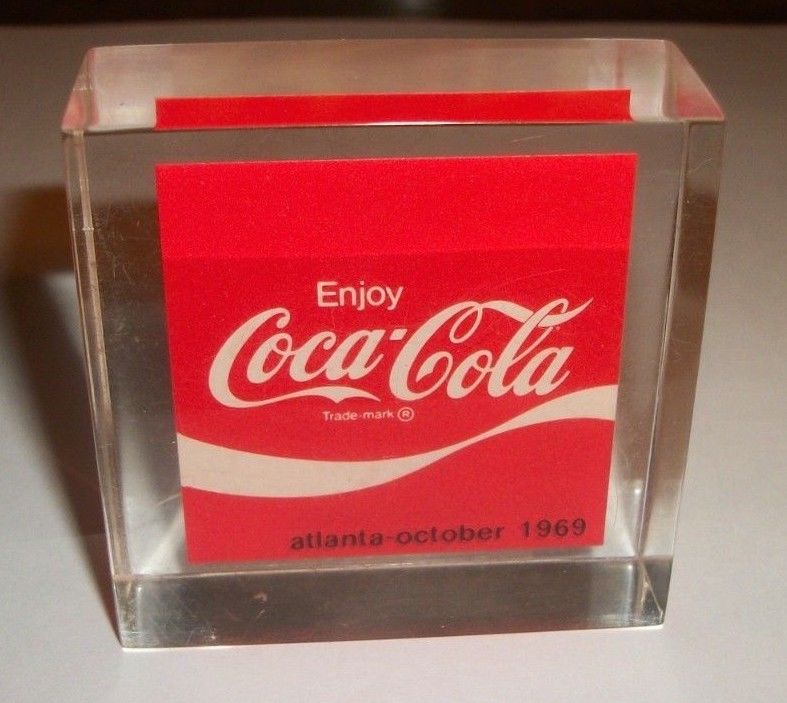 Enjoy
Coca-Cola
Trade-mark ®
atlanta-october 1969